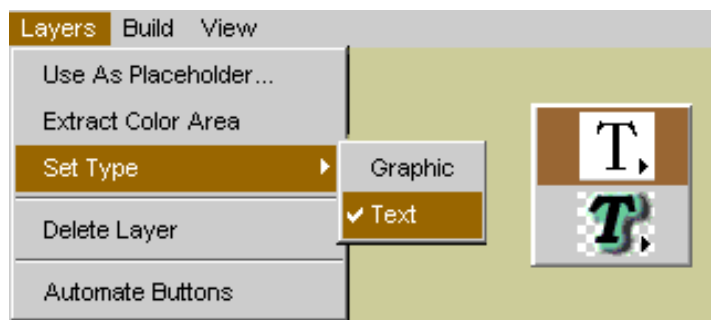 Layers Build View
Use As Placeholder...
Extract Color Area
Set Type
Graphic
Text
Delete Layer
Automate Buttons
T
T